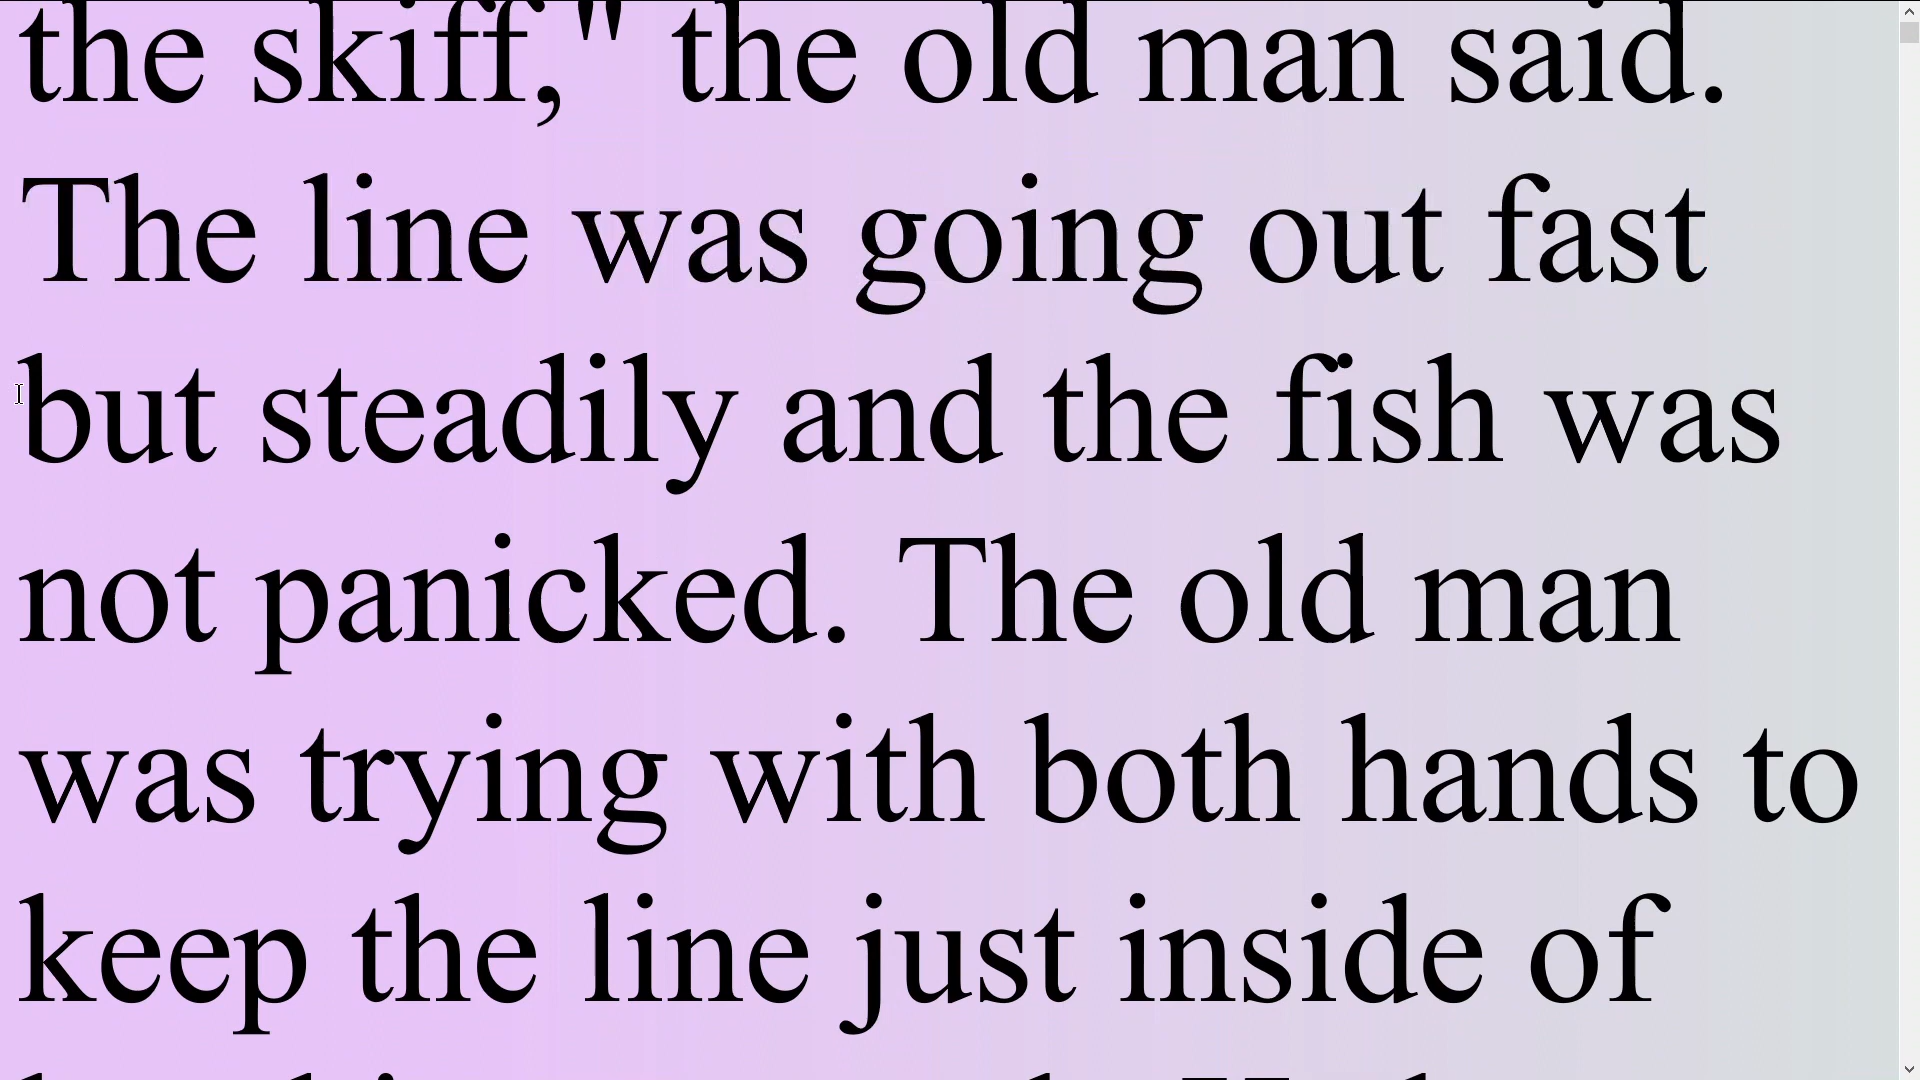 the skiff," the old man said.
The line was going out fast
but steadily and the fish was
not panicked. The old man
was trying with both hands to
keep the line just inside of